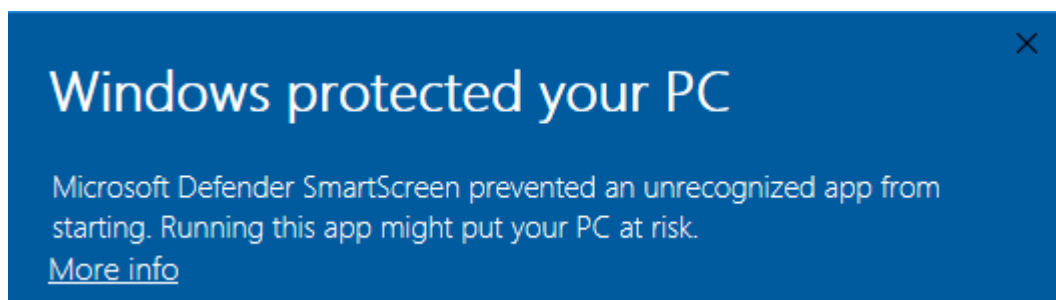 Windows protected your PC
Microsoft Defender SmartScreen prevented an unrecognized app from
starting. Running this app might put your PC at risk.
More info